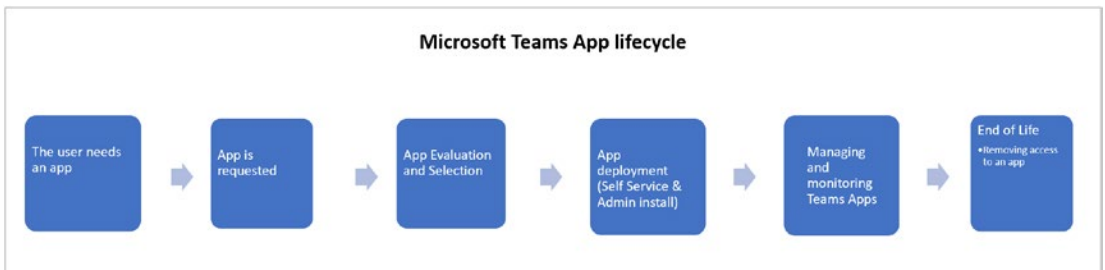 Microsoft Teams App lifecycle
The user needs
an app
App is
requested
App Evaluation
and Selection
App
deployment
(Self Service &
Admin install)
Managing
and
monitoring
Teams Apps
End of Life
•Removing access
to an app